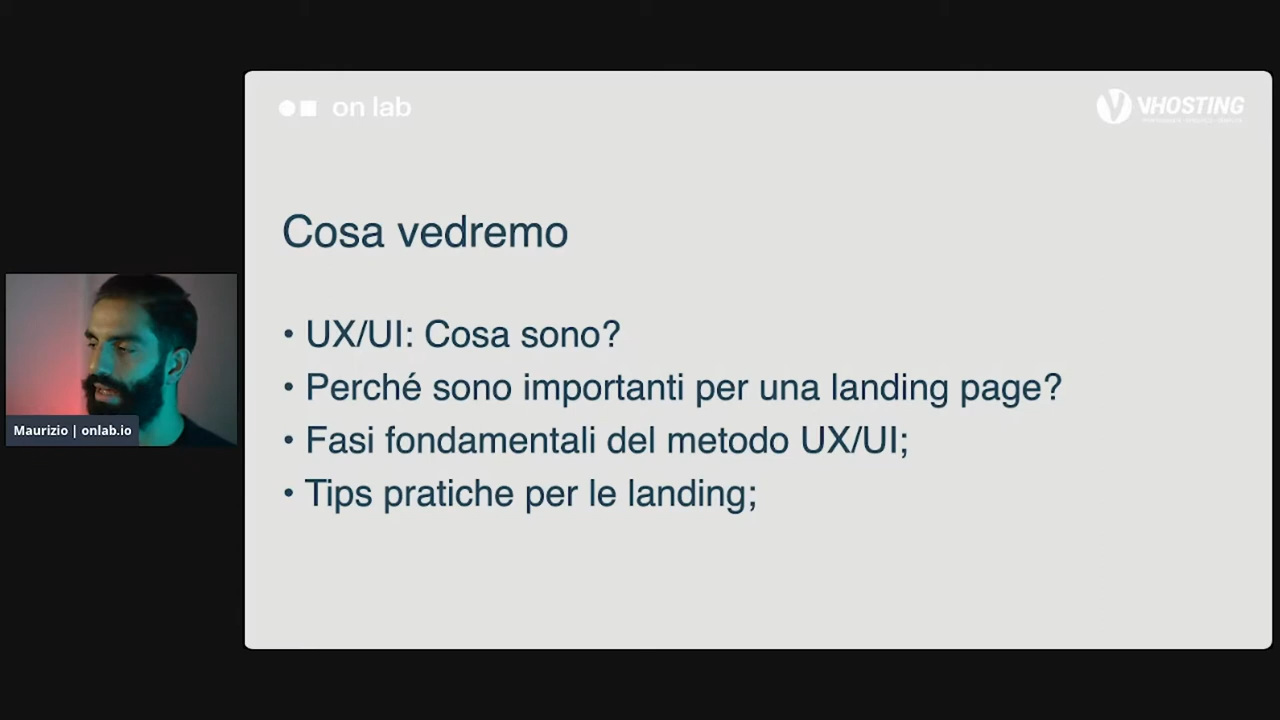 on lab
VHOSTING
Cosa vedremo
• UX/UI: Cosa sono?
• Perché sono importanti per una landing page?
• Fasi fondamentali del metodo UX/UI;
• Tips pratiche per le landing;
Maurizio | onlab.io